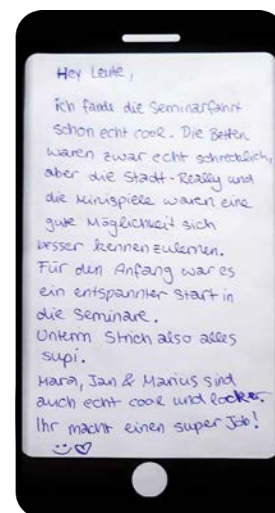 Hey Leute,
ich fande die Seminarfahrt
schon echt cool. Die Betten
waren zwar echt schrecklich,
aber die Stadt-Really und
die Minispiele waren eine
gute Möglichkeit sich
besser kennenzulernen.
Für den Anfang war es
ein entspannter Start in
die Seminare.
Unterm Strich also alles
supi.
Mara, Jan & Marius sind
auch echt cool und locker.
Ihr macht einen super Job!